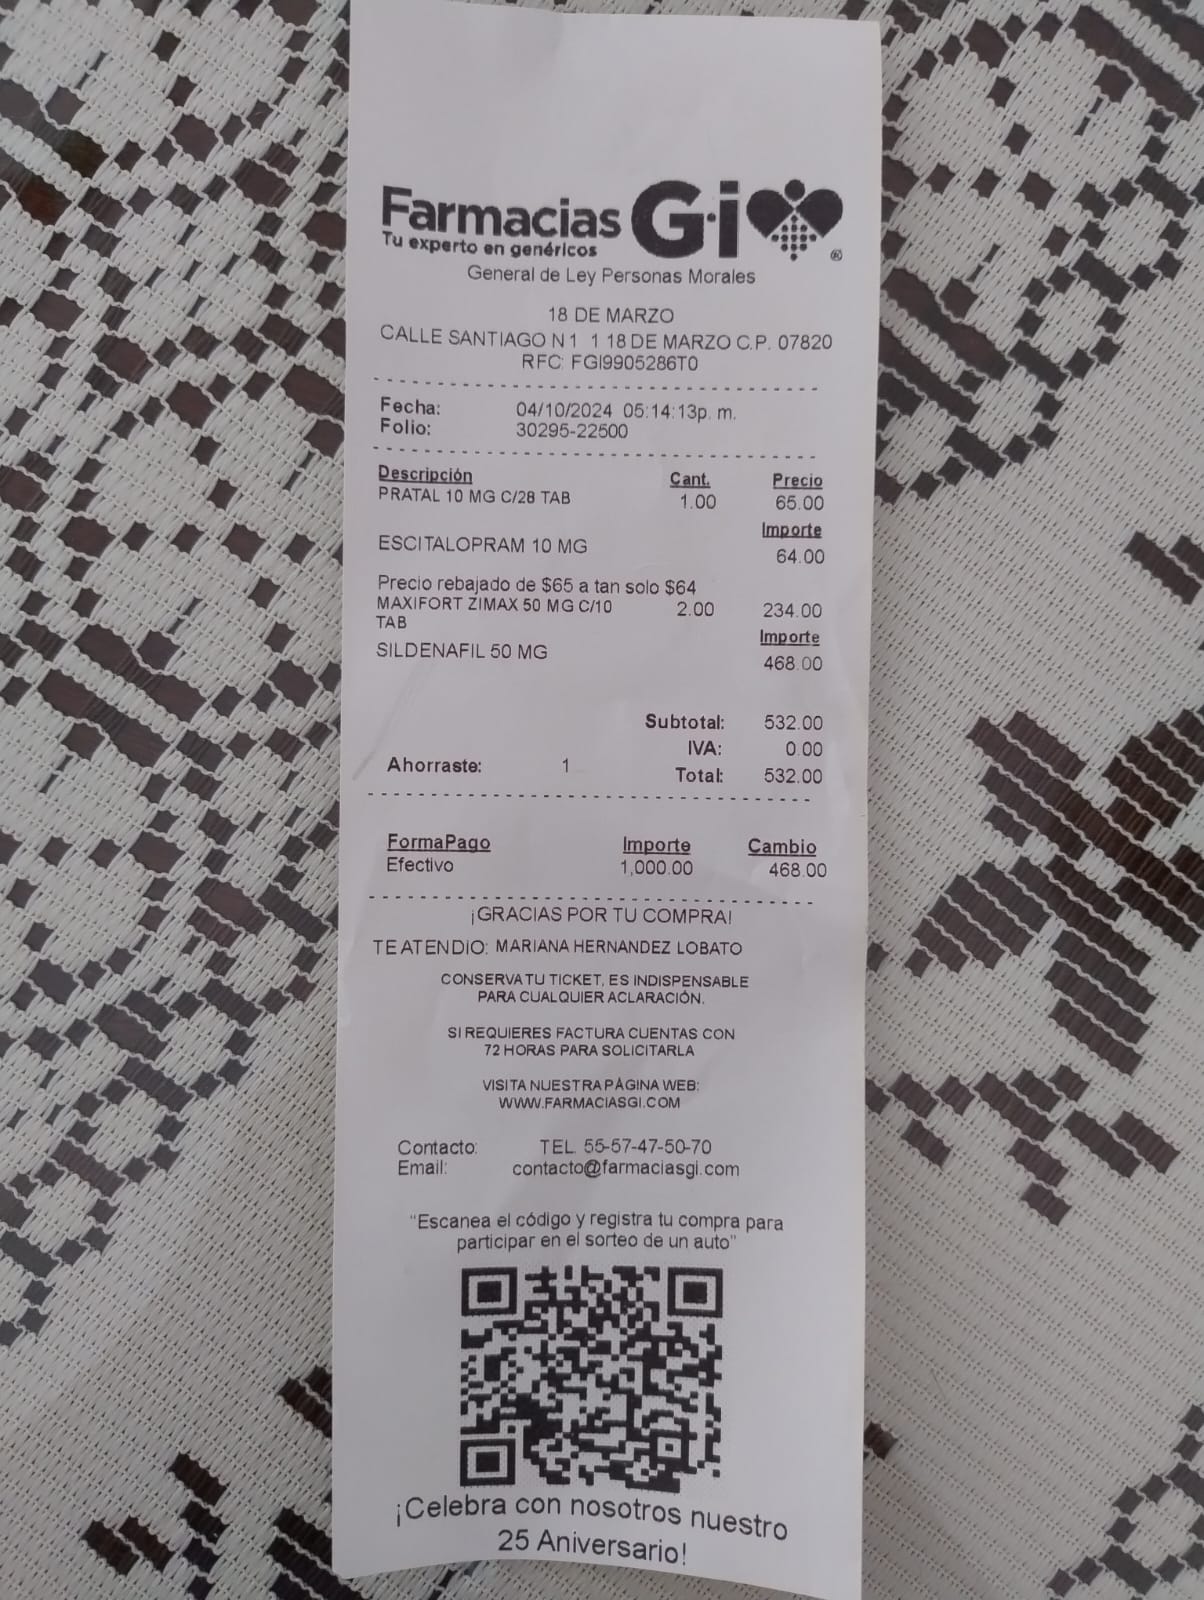 Farmacias G·i
Tu experto en genéricos
®
General de Ley Personas Morales
18 DE MARZO
CALLE SANTIAGO N 1 1 18 DE MARZO C.P. 07820
RFC: FGI9905286T0
Fecha: 04/10/2024 05:14:13p. m.
Folio: 30295-22500
Descripción Cant. Precio
PRATAL 10 MG C/28 TAB 1.00 65.00
Importe
ESCITALOPRAM 10 MG 64.00
Precio rebajado de $65 a tan solo $64
MAXIFORT ZIMAX 50 MG C/10 2.00 234.00
TAB Importe
SILDENAFIL 50 MG 468.00
Subtotal: 532.00
IVA: 0.00
Ahorraste: 1 Total: 532.00
FormaPago Importe Cambio
Efectivo 1,000.00 468.00
¡GRACIAS POR TU COMPRA!
TE ATENDIO: MARIANA HERNANDEZ LOBATO
CONSERVA TU TICKET, ES INDISPENSABLE
PARA CUALQUIER ACLARACIÓN.
SI REQUIERES FACTURA CUENTAS CON
72 HORAS PARA SOLICITARLA
VISITA NUESTRA PÁGINA WEB:
WWW.FARMACIASGI.COM
Contacto: TEL. 55-57-47-50-70
Email: contacto@farmaciasgi.com
"Escanea el código y registra tu compra para
participar en el sorteo de un auto"
¡Celebra con nosotros nuestro
25 Aniversario!